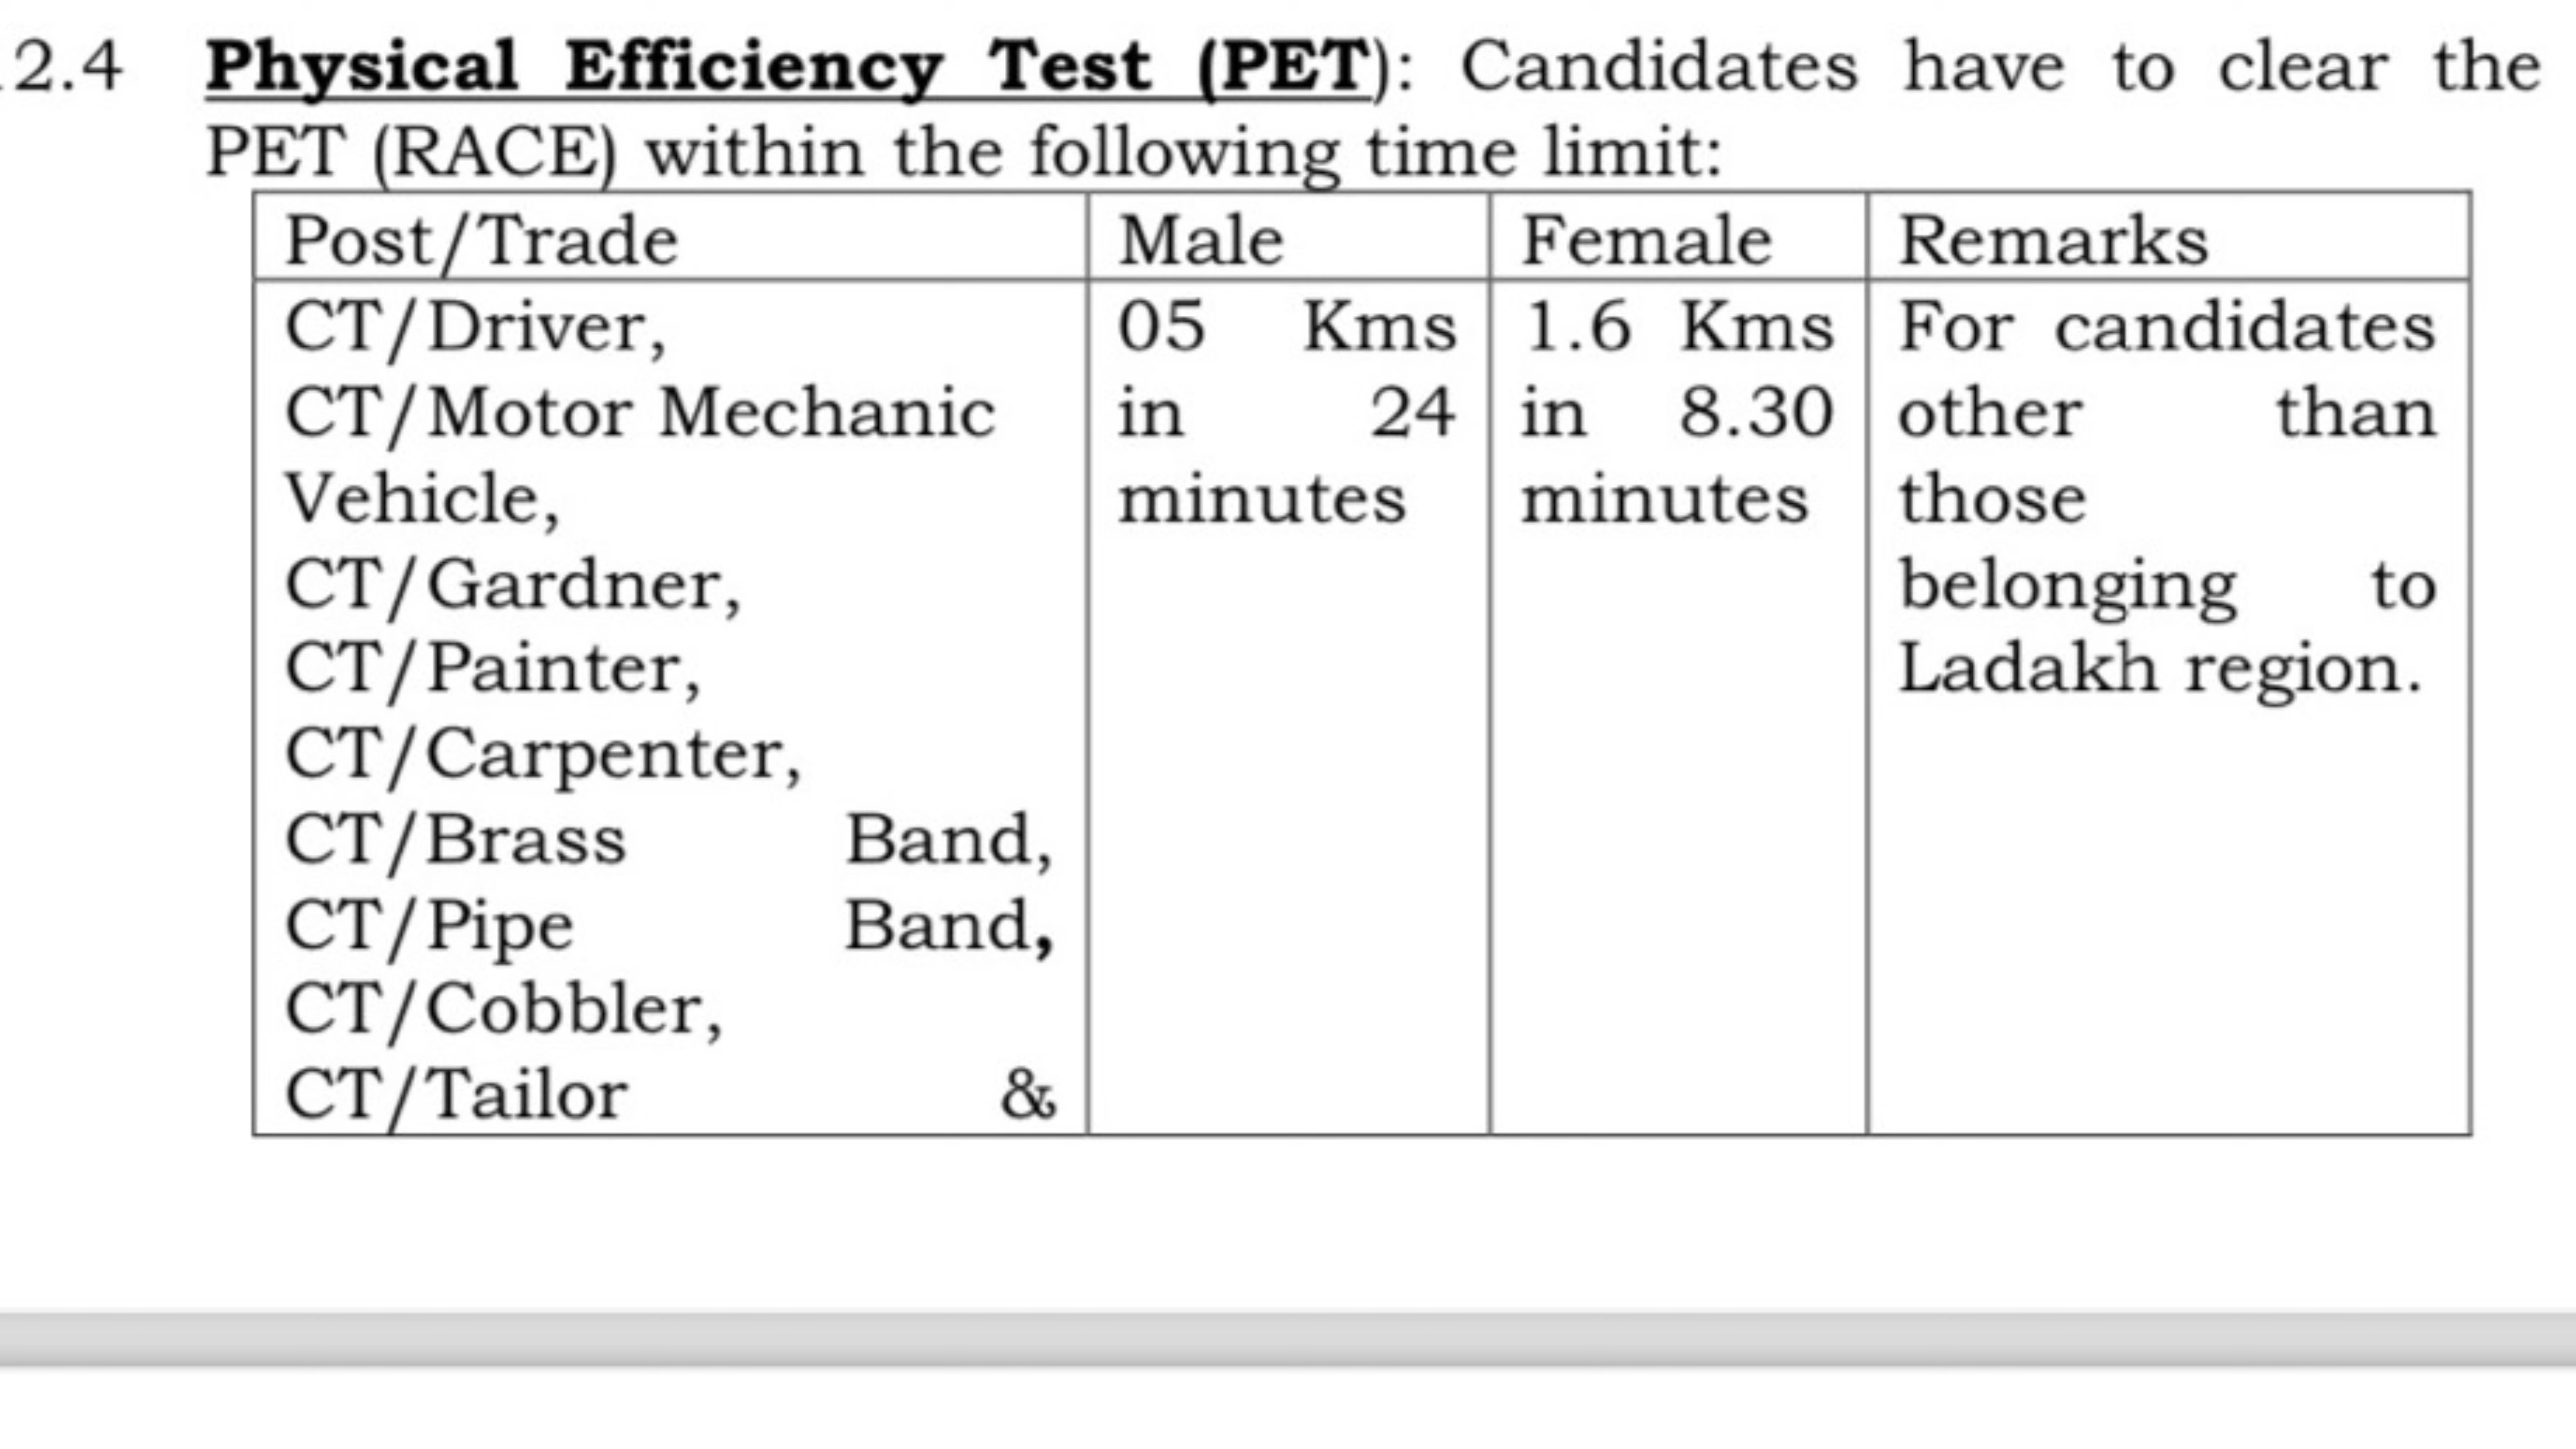 2.4 Physical Efficiency Test (PET): Candidates have to clear the
PET (RACE) within the following time limit:
Post/Trade Male Female Remarks
CT/Driver, 05 Kms 1.6 Kms For candidates
CT/Motor Mechanic in 24 in 8.30 other than
Vehicle, minutes minutes those
CT/Gardner, belonging to
CT/Painter, Ladakh region.
CT/Carpenter,
CT/Brass Band,
CT/Pipe Band,
CT/Cobbler,
CT/Tailor &